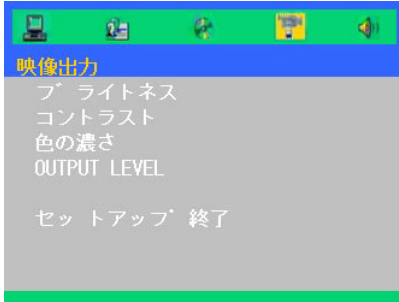 映像出力
ブライトネス
コントラスト
色の濃さ
OUTPUT LEVEL
セットアップ 終了